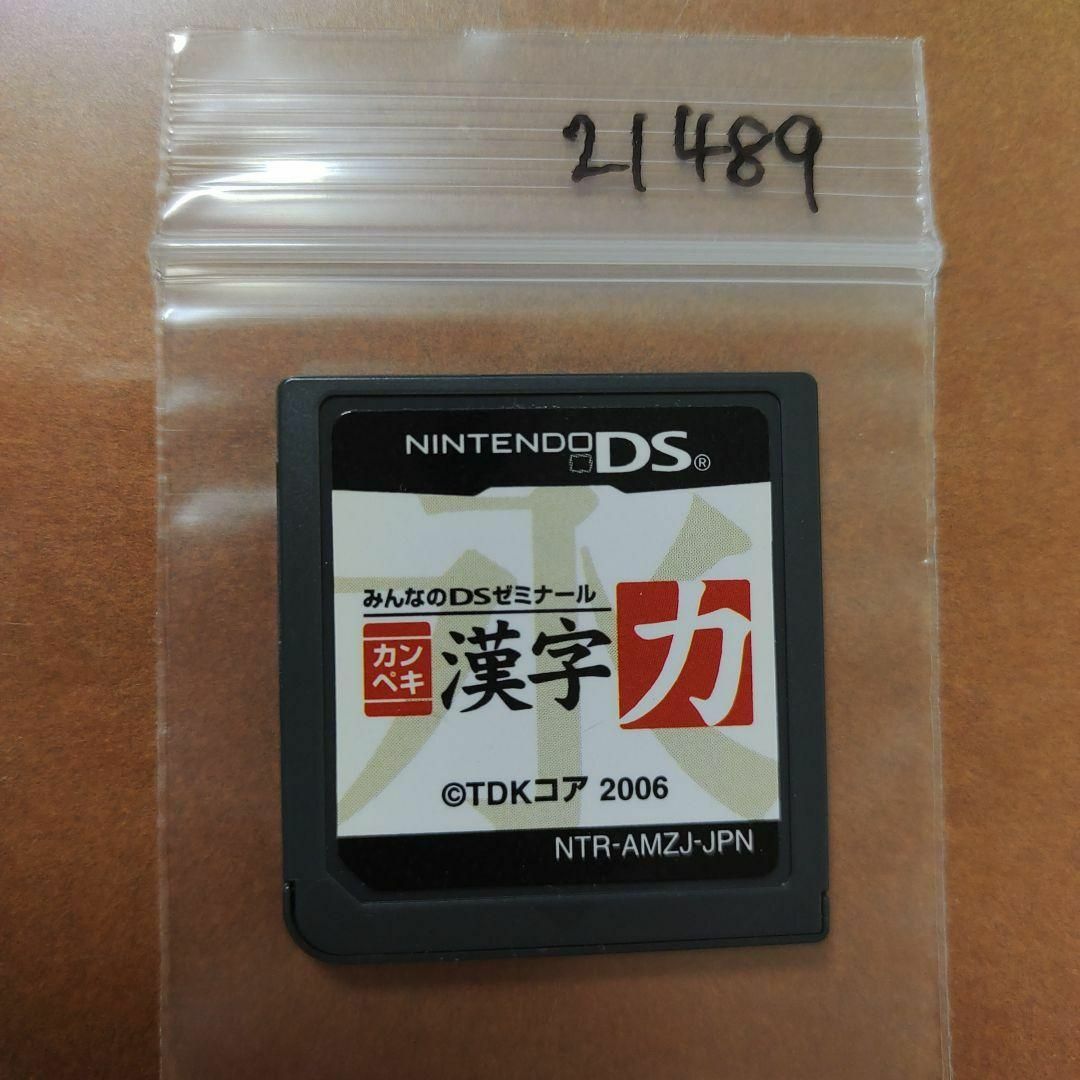 21489
NINTENDO DS®
みんなのDSゼミナール
カンペキ 漢字力
©TDKコア 2006
NTR-AMZJ-JPN